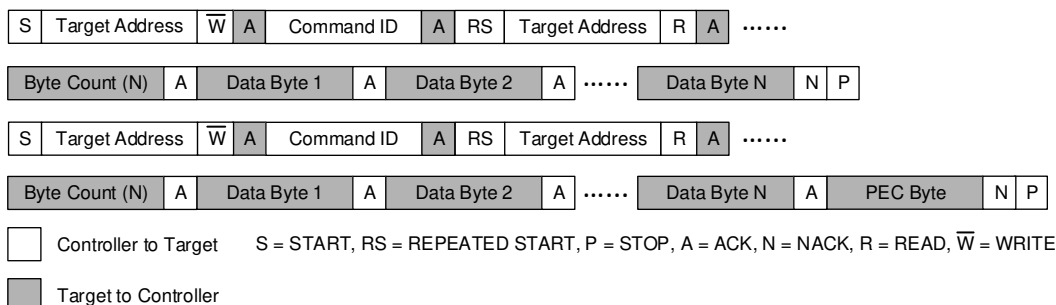 S Target Address W̅ A Command ID A RS Target Address R A ……
Byte Count (N) A Data Byte 1 A Data Byte 2 A …… Data Byte N N P
S Target Address W̅ A Command ID A RS Target Address R A ……
Byte Count (N) A Data Byte 1 A Data Byte 2 A …… Data Byte N A PEC Byte N P
Controller to Target S = START, RS = REPEATED START, P = STOP, A = ACK, N = NACK, R = READ, W̅ = WRITE
Target to Controller